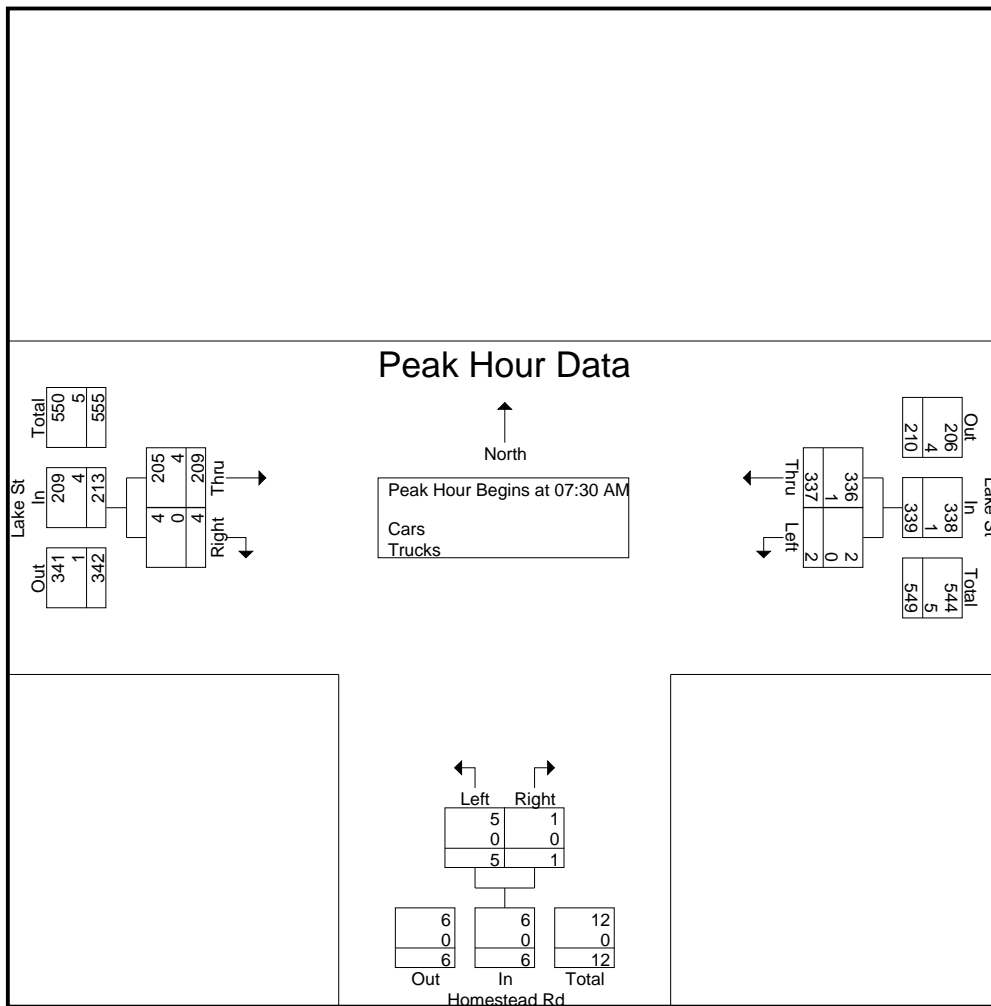 Peak Hour Data
North
Peak Hour Begins at 07:30 AM
Cars
Trucks
Lake St
Total
550
5
555
In
209
4
213
Out
341
1
342
Thru
205
4
209
Right
4
0
4
Lake St
Out
206
4
210
In
338
1
339
Total
544
5
549
Thru
336
1
337
Left
2
0
2
Left Right
5 1
0 0
5 1
6 6 12
0 0 0
6 6 12
Out In Total
Homestead Rd